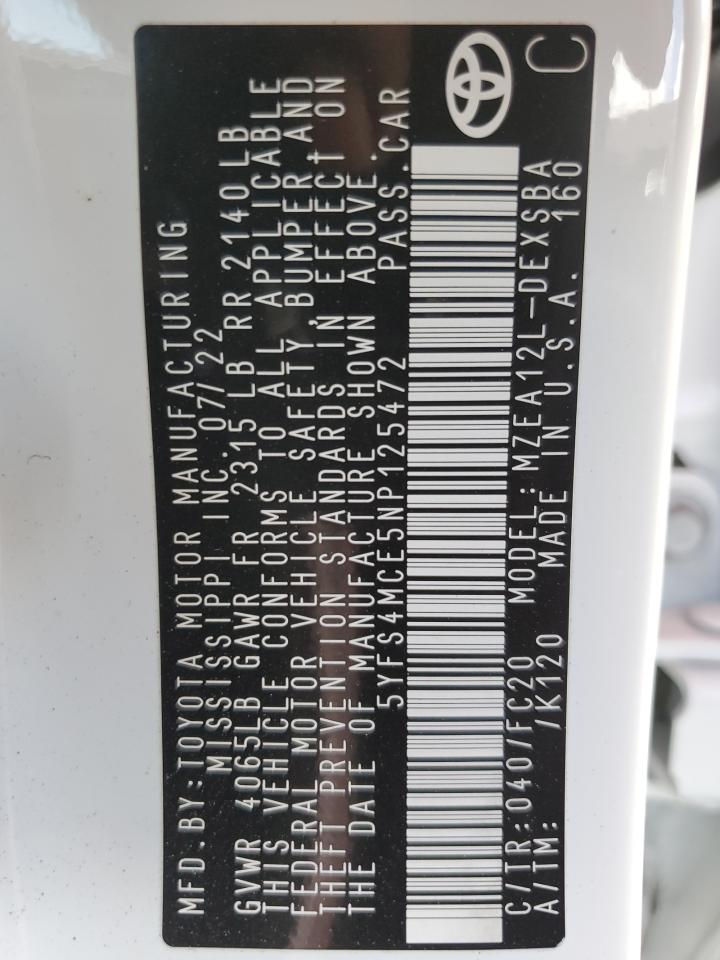 MFD.BY:TOYOTA MOTOR MANUFACTURING
MISSISSIPPI INC.07/22
GVWR 4065LB GAWR FR 2315 LB RR 2140LB
THIS VEHICLE CONFORMS TO ALL APPLICABLE
FEDERAL MOTOR VEHICLE SAFETY, BUMPER AND
THEFT PREVENTION STANDARDS IN EFFECT ON
THE DATE OF MANUFACTURE SHOWN ABOVE.
5YFS4MCE5NP125472 PASS.CAR
C/TR:040/FC20 MODEL:MZEA12L-DEXSBA
A/TM: /K120 MADE IN U.S.A. 160
C